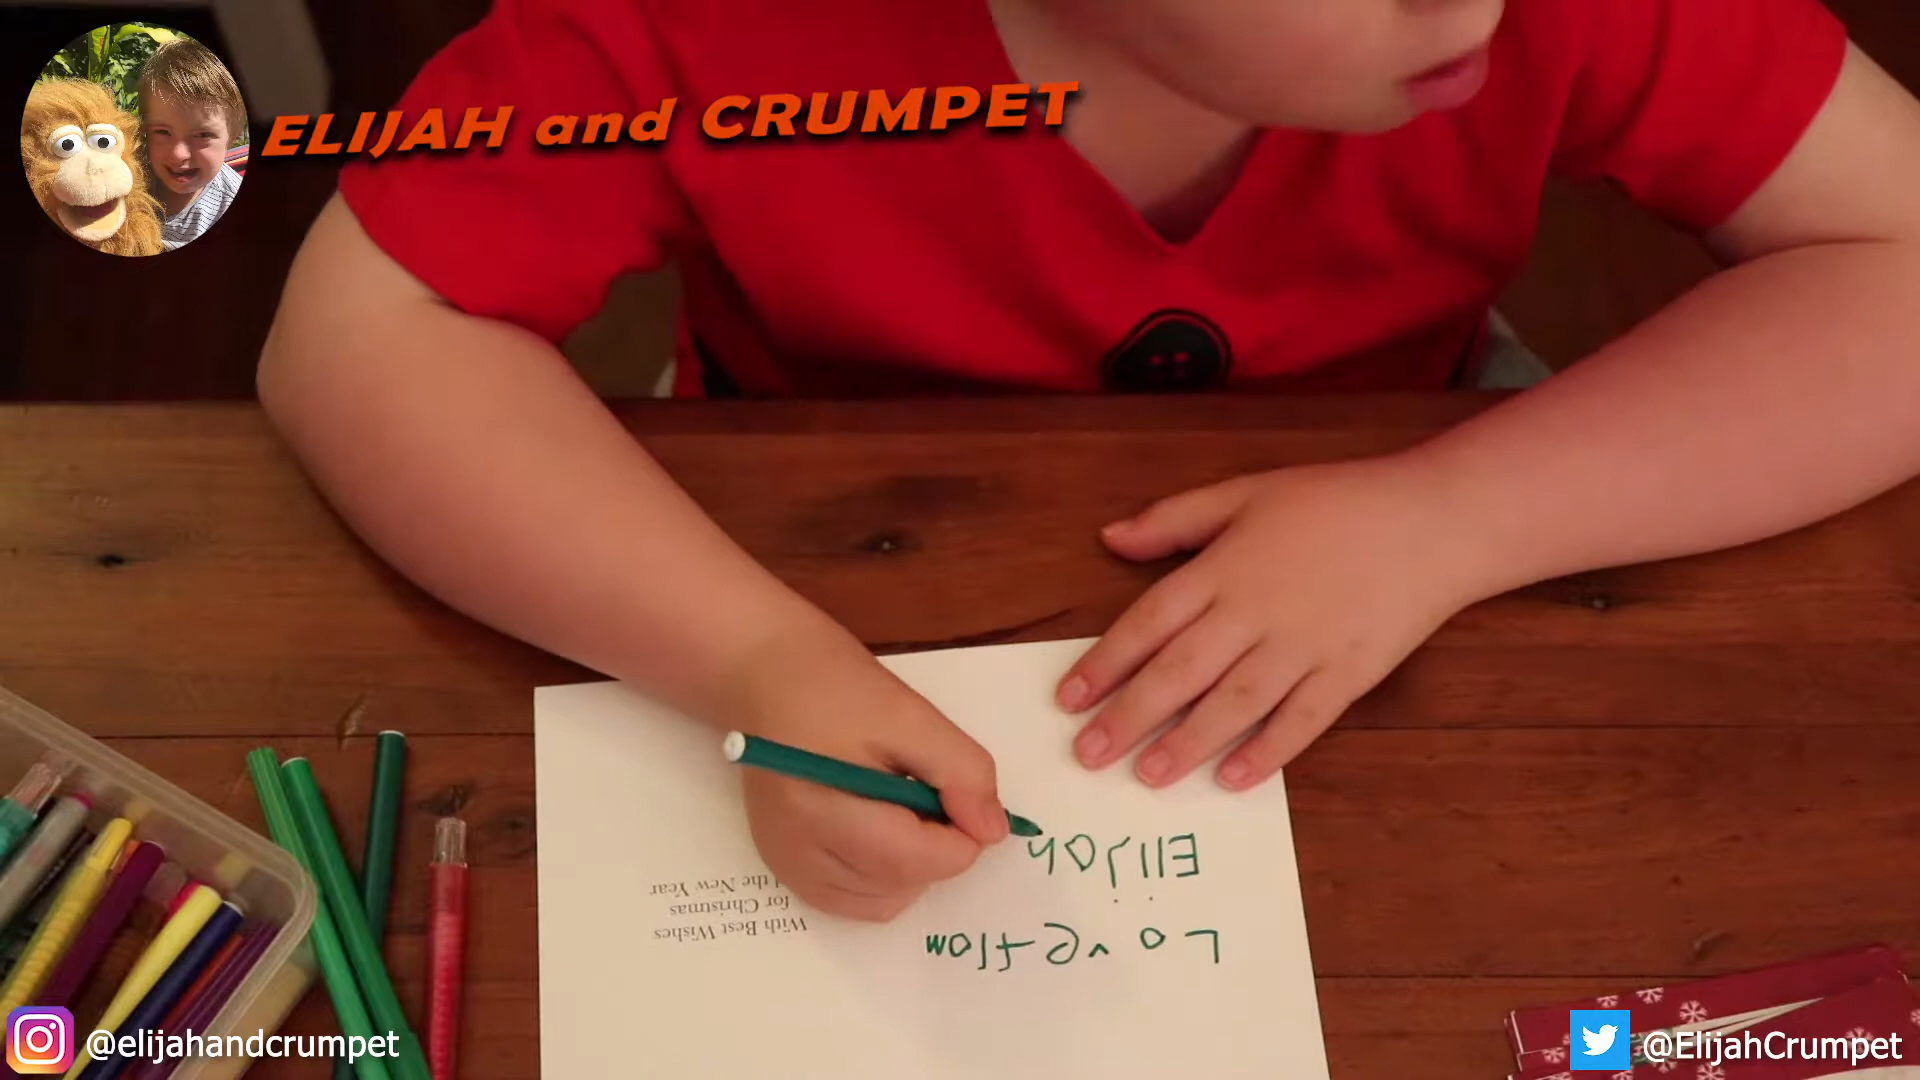 ELIJAH and CRUMPET
Love from
Elijah
With Best Wishes
for Christmas
the New Year
@elijahandcrumpet
@ElijahCrumpet